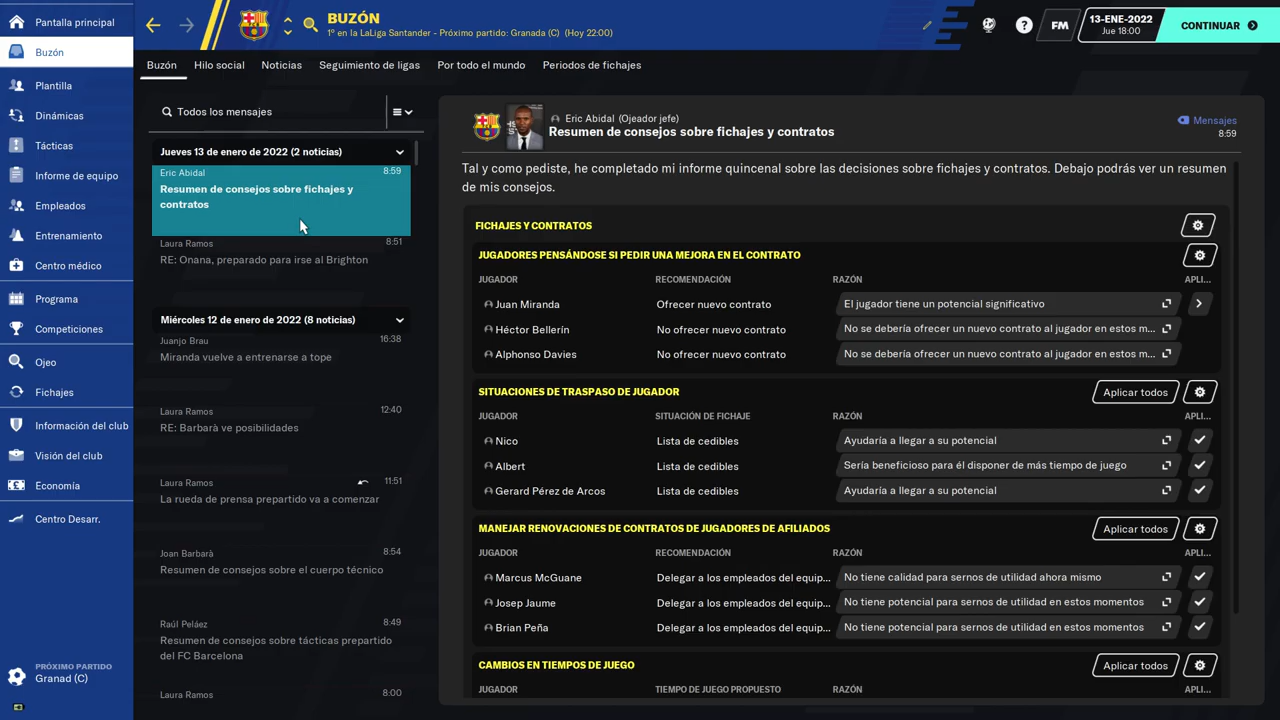 Pantalla principal
Buzón
Plantilla
Dinámicas
Tácticas
Informe de equipo
Empleados
Entrenamiento
Centro médico
Programa
Competiciones
Ojeo
Fichajes
Información del club
Visión del club
Economía
Centro Desarr.
PRÓXIMO PARTIDO
Granad (C)
BUZÓN
1º en la LaLiga Santander - Próximo partido: Granada (C) (Hoy 22:00)
FM
13-ENE-2022
Jue 18:00
CONTINUAR
Buzón Hilo social Noticias Seguimiento de ligas Por todo el mundo Periodos de fichajes
Todos los mensajes
Jueves 13 de enero de 2022 (2 noticias)
Eric Abidal 8:59
Resumen de consejos sobre fichajes y
contratos
Laura Ramos 8:51
RE: Onana, preparado para irse al Brighton
Miércoles 12 de enero de 2022 (8 noticias)
Juanjo Brau 16:38
Miranda vuelve a entrenarse a tope
Laura Ramos 12:40
RE: Barbarà ve posibilidades
Laura Ramos 11:51
La rueda de prensa prepartido va a comenzar
Joan Barbarà 8:54
Resumen de consejos sobre el cuerpo técnico
Raúl Peláez 8:49
Resumen de consejos sobre tácticas prepartido
del FC Barcelona
Laura Ramos 8:00
Eric Abidal (Ojeador jefe)
Resumen de consejos sobre fichajes y contratos
Mensajes
8:59
Tal y como pediste, he completado mi informe quincenal sobre las decisiones sobre fichajes y contratos. Debajo podrás ver un resumen
de mis consejos.
FICHAJES Y CONTRATOS
JUGADORES PENSÁNDOSE SI PEDIR UNA MEJORA EN EL CONTRATO
JUGADOR RECOMENDACIÓN RAZÓN APLI...
Juan Miranda Ofrecer nuevo contrato El jugador tiene un potencial significativo
Héctor Bellerín No ofrecer nuevo contrato No se debería ofrecer un nuevo contrato al jugador en estos m...
Alphonso Davies No ofrecer nuevo contrato No se debería ofrecer un nuevo contrato al jugador en estos m...
SITUACIONES DE TRASPASO DE JUGADOR Aplicar todos
JUGADOR SITUACIÓN DE FICHAJE RAZÓN APLI...
Nico Lista de cedibles Ayudaría a llegar a su potencial
Albert Lista de cedibles Sería beneficioso para él disponer de más tiempo de juego
Gerard Pérez de Arcos Lista de cedibles Ayudaría a llegar a su potencial
MANEJAR RENOVACIONES DE CONTRATOS DE JUGADORES DE AFILIADOS Aplicar todos
JUGADOR RECOMENDACIÓN RAZÓN APLI...
Marcus McGuane Delegar a los empleados del equip... No tiene calidad para sernos de utilidad ahora mismo
Josep Jaume Delegar a los empleados del equip... No tiene potencial para sernos de utilidad en estos momentos
Brian Peña Delegar a los empleados del equip... No tiene potencial para sernos de utilidad en estos momentos
CAMBIOS EN TIEMPOS DE JUEGO Aplicar todos
JUGADOR TIEMPO DE JUEGO PROPUESTO RAZÓN APLI...